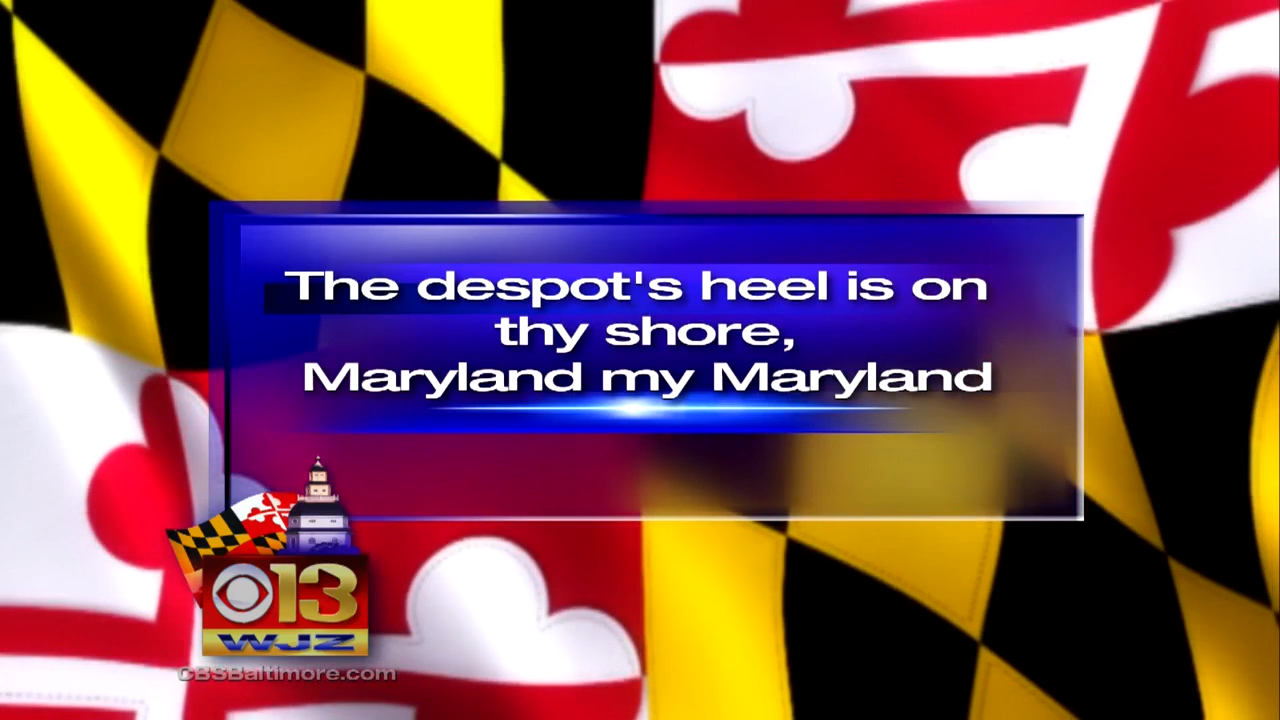 The despot's heel is on
thy shore,
Maryland my Maryland
13
WJZ
CBSBaltimore.com